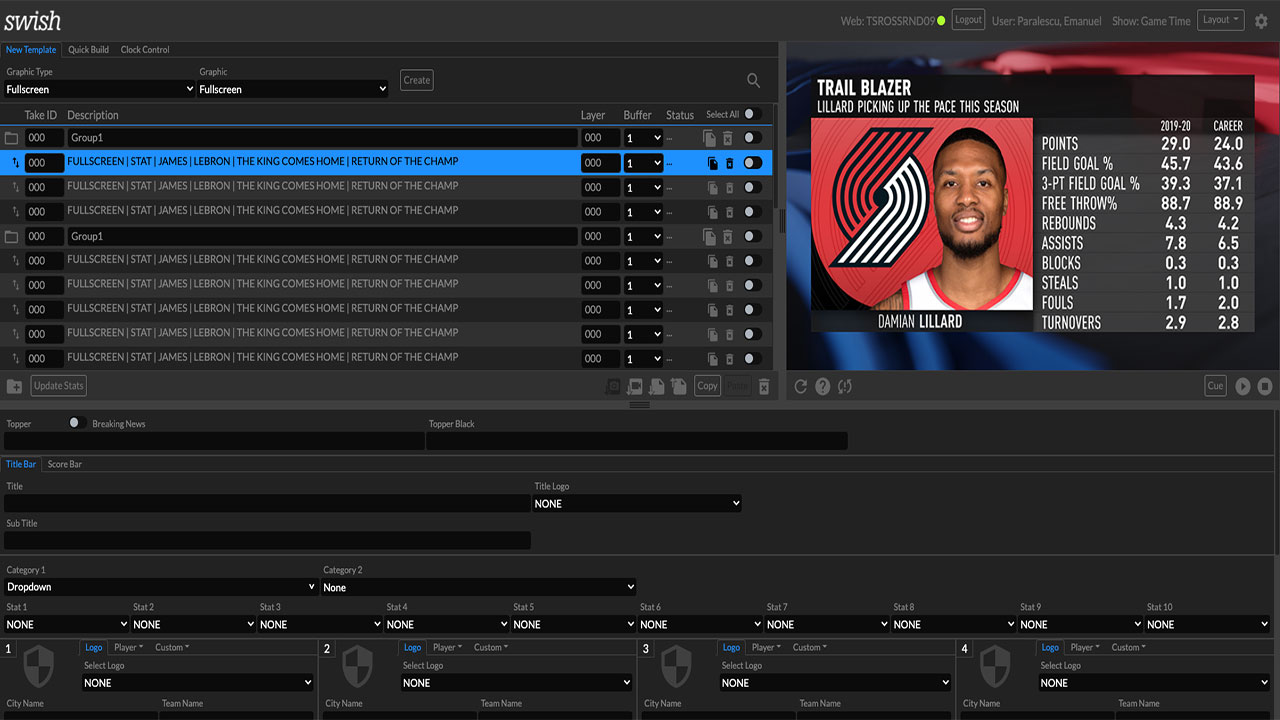 swish
Web: TSROSSRND09 Logout User: Paralescu, Emanuel Show: Game Time Layout
New Template Quick Build Clock Control
Graphic Type Graphic
Fullscreen Fullscreen Create
Take ID Description Layer Buffer Status Select All
000 Group1 000 1 --
000 FULLSCREEN | STAT | JAMES | LEBRON | THE KING COMES HOME | RETURN OF THE CHAMP 000 1 --
000 FULLSCREEN | STAT | JAMES | LEBRON | THE KING COMES HOME | RETURN OF THE CHAMP 000 1 --
000 FULLSCREEN | STAT | JAMES | LEBRON | THE KING COMES HOME | RETURN OF THE CHAMP 000 1 --
000 Group1 000 1 --
000 FULLSCREEN | STAT | JAMES | LEBRON | THE KING COMES HOME | RETURN OF THE CHAMP 000 1 --
000 FULLSCREEN | STAT | JAMES | LEBRON | THE KING COMES HOME | RETURN OF THE CHAMP 000 1 --
000 FULLSCREEN | STAT | JAMES | LEBRON | THE KING COMES HOME | RETURN OF THE CHAMP 000 1 --
000 FULLSCREEN | STAT | JAMES | LEBRON | THE KING COMES HOME | RETURN OF THE CHAMP 000 1 --
000 FULLSCREEN | STAT | JAMES | LEBRON | THE KING COMES HOME | RETURN OF THE CHAMP 000 1 --
Update Stats Copy Paste
TRAIL BLAZER
LILLARD PICKING UP THE PACE THIS SEASON
2019-20 CAREER
POINTS 29.0 24.0
FIELD GOAL % 45.7 43.6
3-PT FIELD GOAL % 39.3 37.1
FREE THROW% 88.7 88.9
REBOUNDS 4.3 4.2
ASSISTS 7.8 6.5
BLOCKS 0.3 0.3
STEALS 1.0 1.0
FOULS 1.7 2.0
TURNOVERS 2.9 2.8
DAMIAN LILLARD
Cue
Topper Breaking News Topper Black
Title Bar Score Bar
Title Title Logo
NONE
Sub Title
Category 1 Category 2
Dropdown None
Stat 1 Stat 2 Stat 3 Stat 4 Stat 5 Stat 6 Stat 7 Stat 8 Stat 9 Stat 10
NONE NONE NONE NONE NONE NONE NONE NONE NONE NONE
1 Logo Player Custom 2 Logo Player Custom 3 Logo Player Custom 4 Logo Player Custom
Select Logo Select Logo Select Logo Select Logo
NONE NONE NONE NONE
City Name Team Name City Name Team Name City Name Team Name City Name Team Name